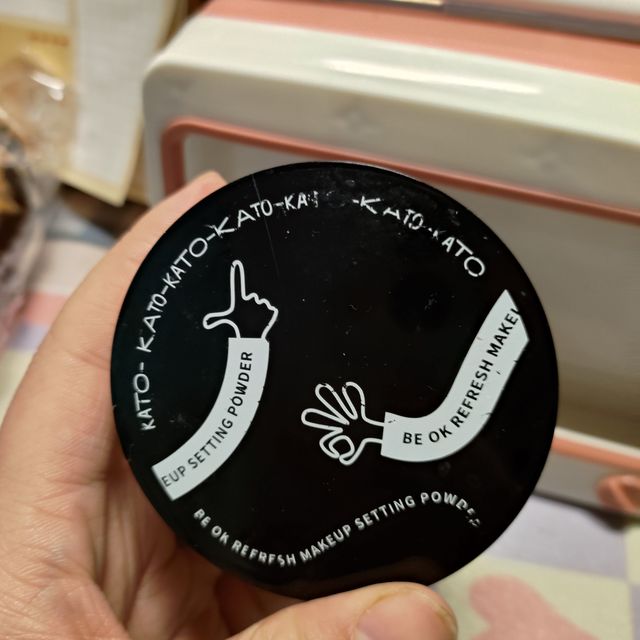 KATO- KATO-KATO-KATO-KA
KATO-KATO
EUP SETTING POWDER
BE OK REFRESH MAKE
BE OK REFRESH MAKEUP SETTING POWDER